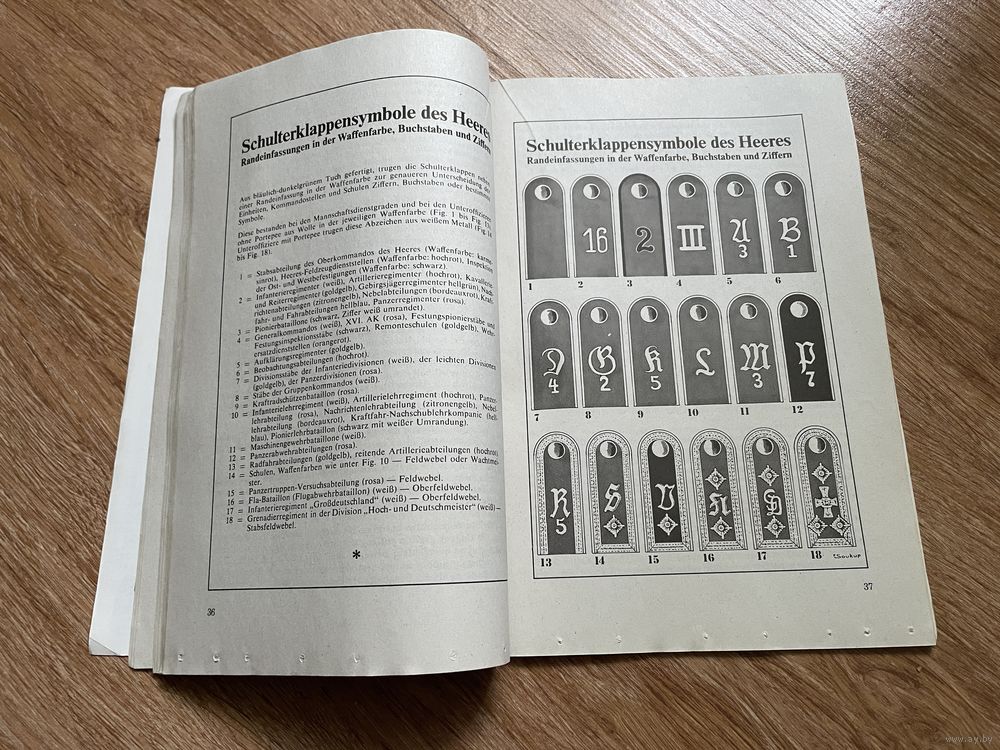 Schulterklappensymbole des Heeres
Randeinfassungen in der Waffenfarbe, Buchstaben und Ziffern
Aus bläulich-dunkelgrünem Tuch gefertigt, trugen die Schulterklappen neben
einer Randeinfassung in der Waffenfarbe zur genaueren Unterscheidung der
Einheiten, Kommandostellen und Schulen Ziffern, Buchstaben oder bestimmte
Symbole.
Diese bestanden bei den Mannschaftsdienstgraden und bei den Unteroffizieren
ohne Portepee aus Wolle in der jeweiligen Waffenfarbe (Fig. 1 bis Fig. 13).
Unteroffiziere mit Portepee trugen diese Abzeichen aus weißem Metall (Fig. 14
bis Fig. 18).
1 = Stabsabteilung des Oberkommandos des Heeres (Waffenfarbe: karme-
sinrot), Heeres-Feldzeugdienststellen (Waffenfarbe: hochrot), Inspektion
der Ost- und Westbefestigungen (Waffenfarbe: schwarz).
2 = Infanterieregimenter (weiß), Artillerieregimenter (hochrot), Kavallerie-
und Reiterregimenter (goldgelb), Gebirgsjägerregimenter hellgrün), Nach-
richtenabteilungen (zitronengelb), Nebelabteilungen (bordeauxrot), Kraft-
fahr- und Fahrabteilungen hellblau, Panzerregimenter (rosa).
3 = Pionierbataillone (schwarz, Ziffer weiß umrandet).
4 = Generalkommandos (weiß), XVI. AK (rosa), Festungspionierstäbe und
Festungsinspektionsstäbe (schwarz), Remonteschulen (goldgelb), Wehr-
ersatzdienststellen (orangerot).
5 = Aufklärungsregimenter (goldgelb).
6 = Beobachtungsabteilungen (hochrot).
7 = Divisionsstäbe der Infanteriedivisionen (weiß), der leichten Divisionen
(goldgelb), der Panzerdivisionen (rosa).
8 = Stäbe der Gruppenkommandos (weiß).
9 = Kraftradschützenbataillone (rosa).
10 = Infanterielehrregiment (weiß), Artillerielehrregiment (hochrot), Panzer-
lehrabteilung (rosa), Nachrichtenlehrabteilung (zitronengelb), Nebel-
lehrabteilung (bordeauxrot), Kraftfahr-Nachschublehrkompanie (hell-
blau), Pionierlehrbataillon (schwarz mit weißer Umrandung).
11 = Maschinengewehrbataillone (weiß).
12 = Panzerabwehrabteilungen (rosa).
13 = Radfahrabteilungen (goldgelb), reitende Artillerieabteilungen (hochrot).
14 = Schulen, Waffenfarben wie unter Fig. 10 — Feldwebel oder Wachtmei-
ster.
15 = Panzertruppen-Versuchsabteilung (rosa) — Feldwebel.
16 = Fla-Bataillon (Flugabwehrbataillon) (weiß) — Oberfeldwebel.
17 = Infanterieregiment „Großdeutschland" (weiß) — Oberfeldwebel.
18 = Grenadierregiment in der Division „Hoch- und Deutschmeister" (weiß) —
Stabsfeldwebel.
*
36
Schulterklappensymbole des Heeres
Randeinfassungen in der Waffenfarbe, Buchstaben und Ziffern
16 2 III A B
3 1
1 2 3 4 5 6
D G K L M P
4 2 5 3 7
7 8 9 10 11 12
R S V
5
13 14 15 16 17 18
37
www.ay.by